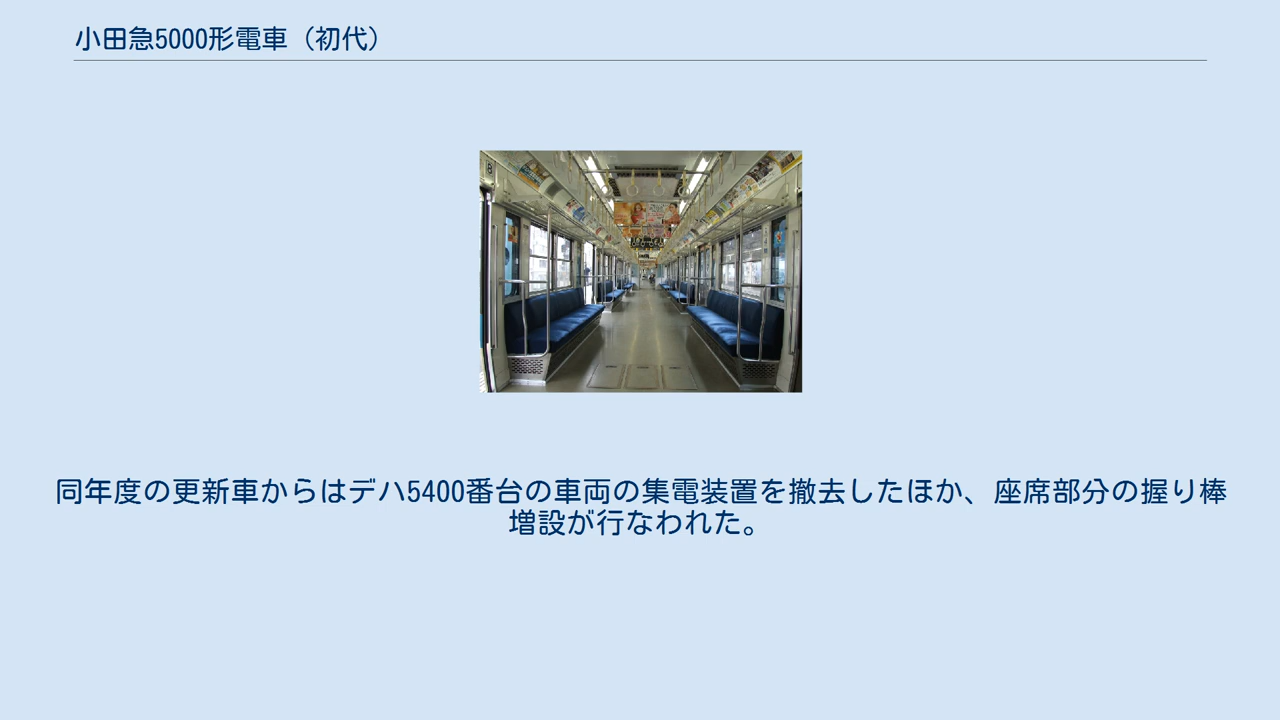 小田急5000形電車（初代）
同年度の更新車からはデハ5400番台の車両の集電装置を撤去したほか、座席部分の握り棒
増設が行なわれた。